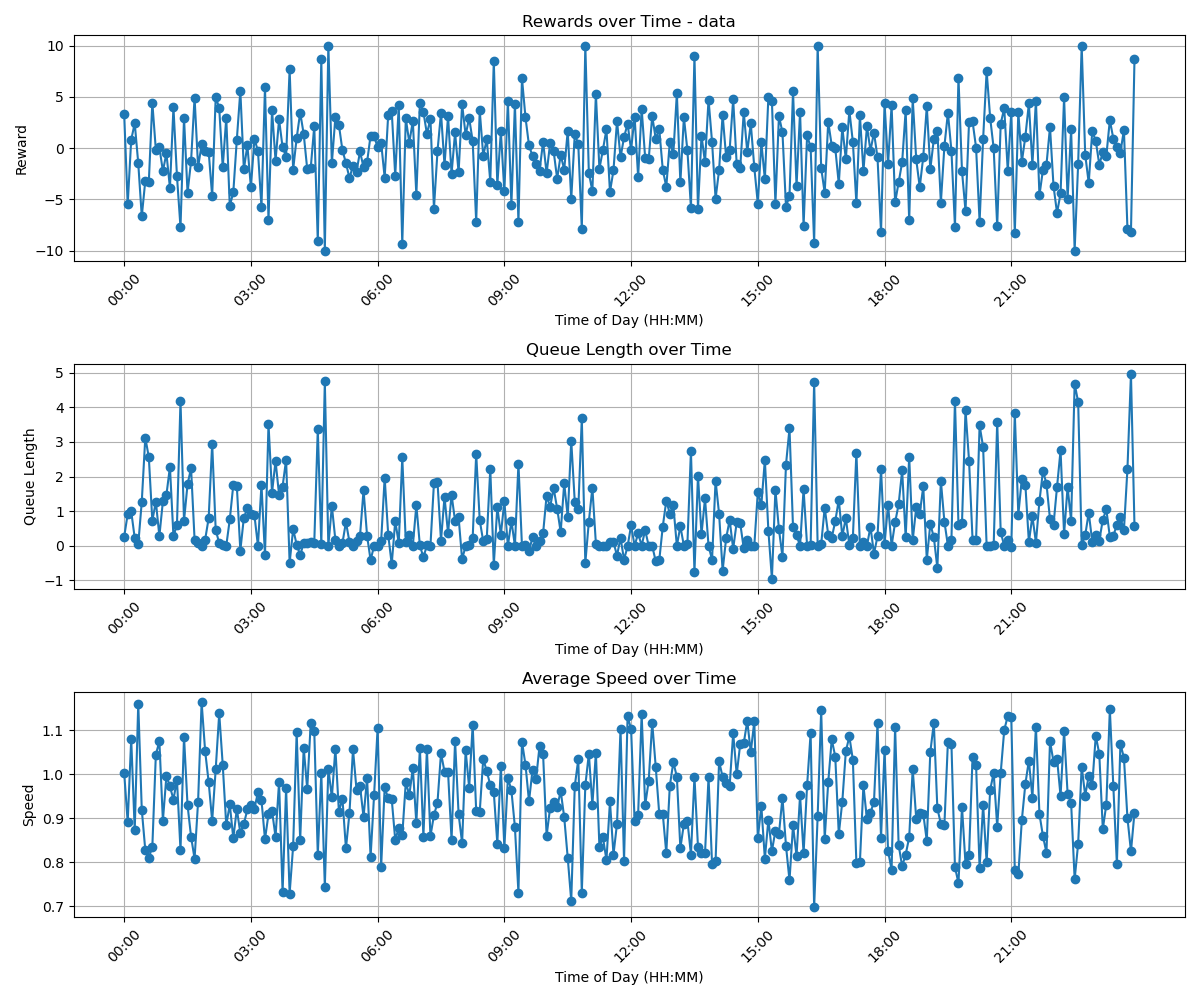 Rewards over Time - data
10
5
0
−5
−10
Reward
00:00 03:00 06:00 09:00 12:00 15:00 18:00 21:00
Time of Day (HH:MM)
Queue Length over Time
5
4
3
2
1
0
−1
Queue Length
00:00 03:00 06:00 09:00 12:00 15:00 18:00 21:00
Time of Day (HH:MM)
Average Speed over Time
1.1
1.0
0.9
0.8
0.7
Speed
00:00 03:00 06:00 09:00 12:00 15:00 18:00 21:00
Time of Day (HH:MM)